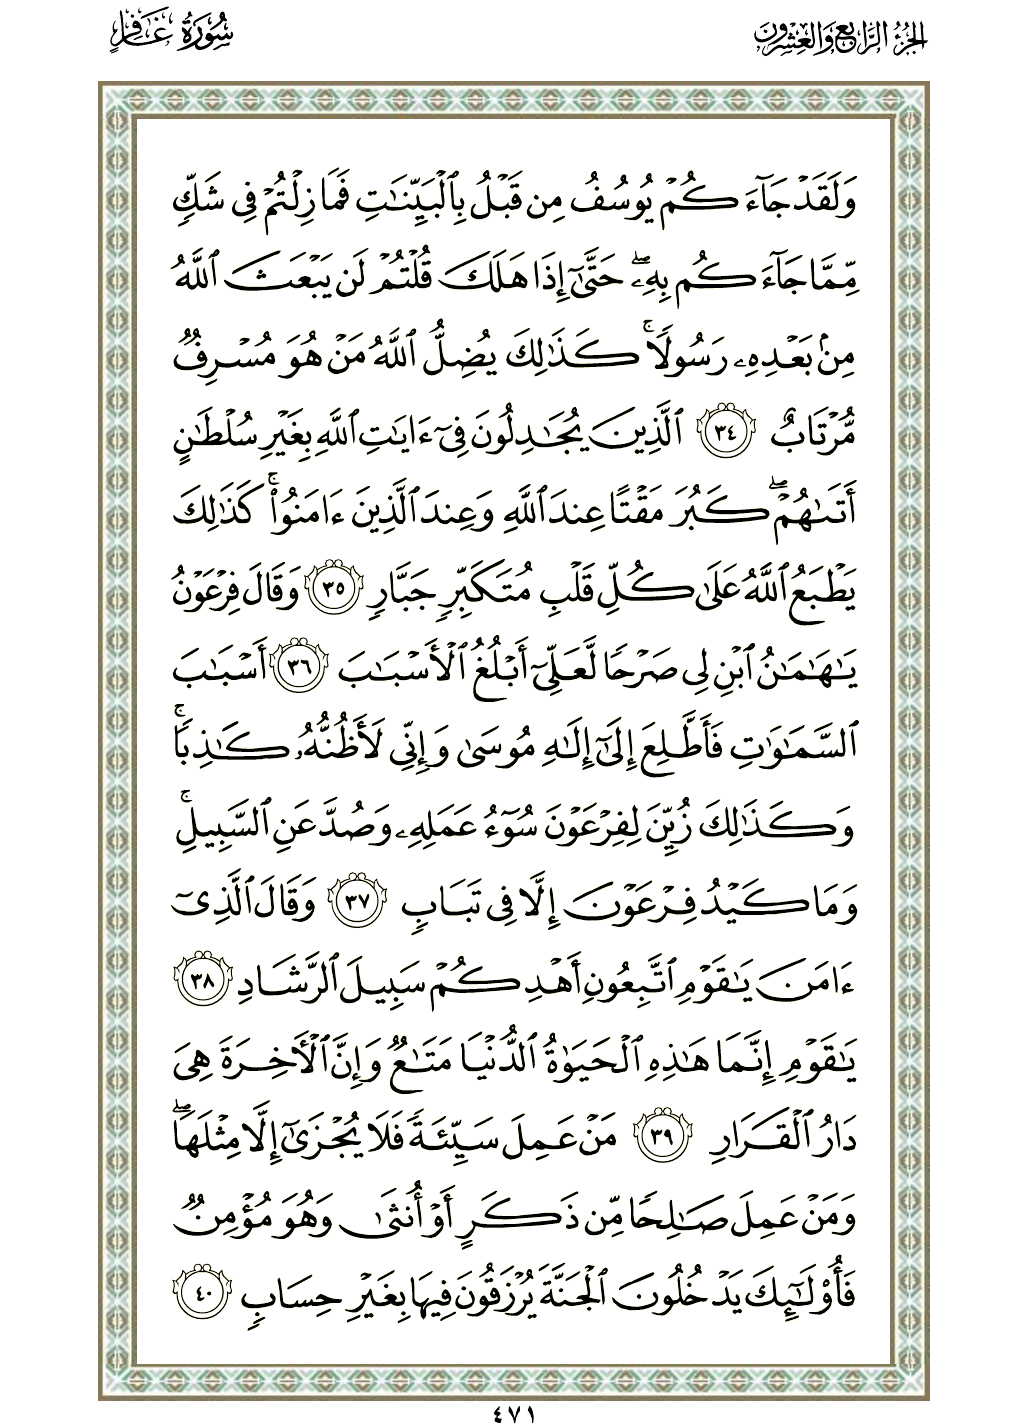 الجزء الرابع والعشرون
سورة غافل
وَلَقَدْ جَآءَكُمْ يُوسُفُ مِن قَبْلُ بِٱلْبَيِّنَٰتِ فَمَا زِلْتُمْ فِى شَكٍّ
مِّمَّا جَآءَكُم بِهِۦ ۖ حَتَّىٰٓ إِذَا هَلَكَ قُلْتُمْ لَن يَبْعَثَ ٱللَّهُ
مِنۢ بَعْدِهِۦ رَسُولًا ۚ كَذَٰلِكَ يُضِلُّ ٱللَّهُ مَنْ هُوَ مُسْرِفٌ
مُّرْتَابٌ ٣٤ ٱلَّذِينَ يُجَٰدِلُونَ فِىٓ ءَايَٰتِ ٱللَّهِ بِغَيْرِ سُلْطَٰنٍ
أَتَىٰهُمْ ۖ كَبُرَ مَقْتًا عِندَ ٱللَّهِ وَعِندَ ٱلَّذِينَ ءَامَنُوا۟ ۚ كَذَٰلِكَ
يَطْبَعُ ٱللَّهُ عَلَىٰ كُلِّ قَلْبِ مُتَكَبِّرٍ جَبَّارٍ ٣٥ وَقَالَ فِرْعَوْنُ
يَٰهَٰمَٰنُ ٱبْنِ لِى صَرْحًا لَّعَلِّىٓ أَبْلُغُ ٱلْأَسْبَٰبَ ٣٦ أَسْبَٰبَ
ٱلسَّمَٰوَٰتِ فَأَطَّلِعَ إِلَىٰٓ إِلَٰهِ مُوسَىٰ وَإِنِّى لَأَظُنُّهُۥ كَٰذِبًا ۚ
وَكَذَٰلِكَ زُيِّنَ لِفِرْعَوْنَ سُوٓءُ عَمَلِهِۦ وَصُدَّ عَنِ ٱلسَّبِيلِ ۚ
وَمَا كَيْدُ فِرْعَوْنَ إِلَّا فِى تَبَابٍ ٣٧ وَقَالَ ٱلَّذِىٓ
ءَامَنَ يَٰقَوْمِ ٱتَّبِعُونِ أَهْدِكُمْ سَبِيلَ ٱلرَّشَادِ ٣٨
يَٰقَوْمِ إِنَّمَا هَٰذِهِ ٱلْحَيَوٰةُ ٱلدُّنْيَا مَتَٰعٌ وَإِنَّ ٱلْأَخِرَةَ هِىَ
دَارُ ٱلْقَرَارِ ٣٩ مَنْ عَمِلَ سَيِّئَةً فَلَا يُجْزَىٰٓ إِلَّا مِثْلَهَا ۖ
وَمَنْ عَمِلَ صَٰلِحًا مِّن ذَكَرٍ أَوْ أُنثَىٰ وَهُوَ مُؤْمِنٌ
فَأُو۟لَٰٓئِكَ يَدْخُلُونَ ٱلْجَنَّةَ يُرْزَقُونَ فِيهَا بِغَيْرِ حِسَابٍ ٤٠
٤٧١